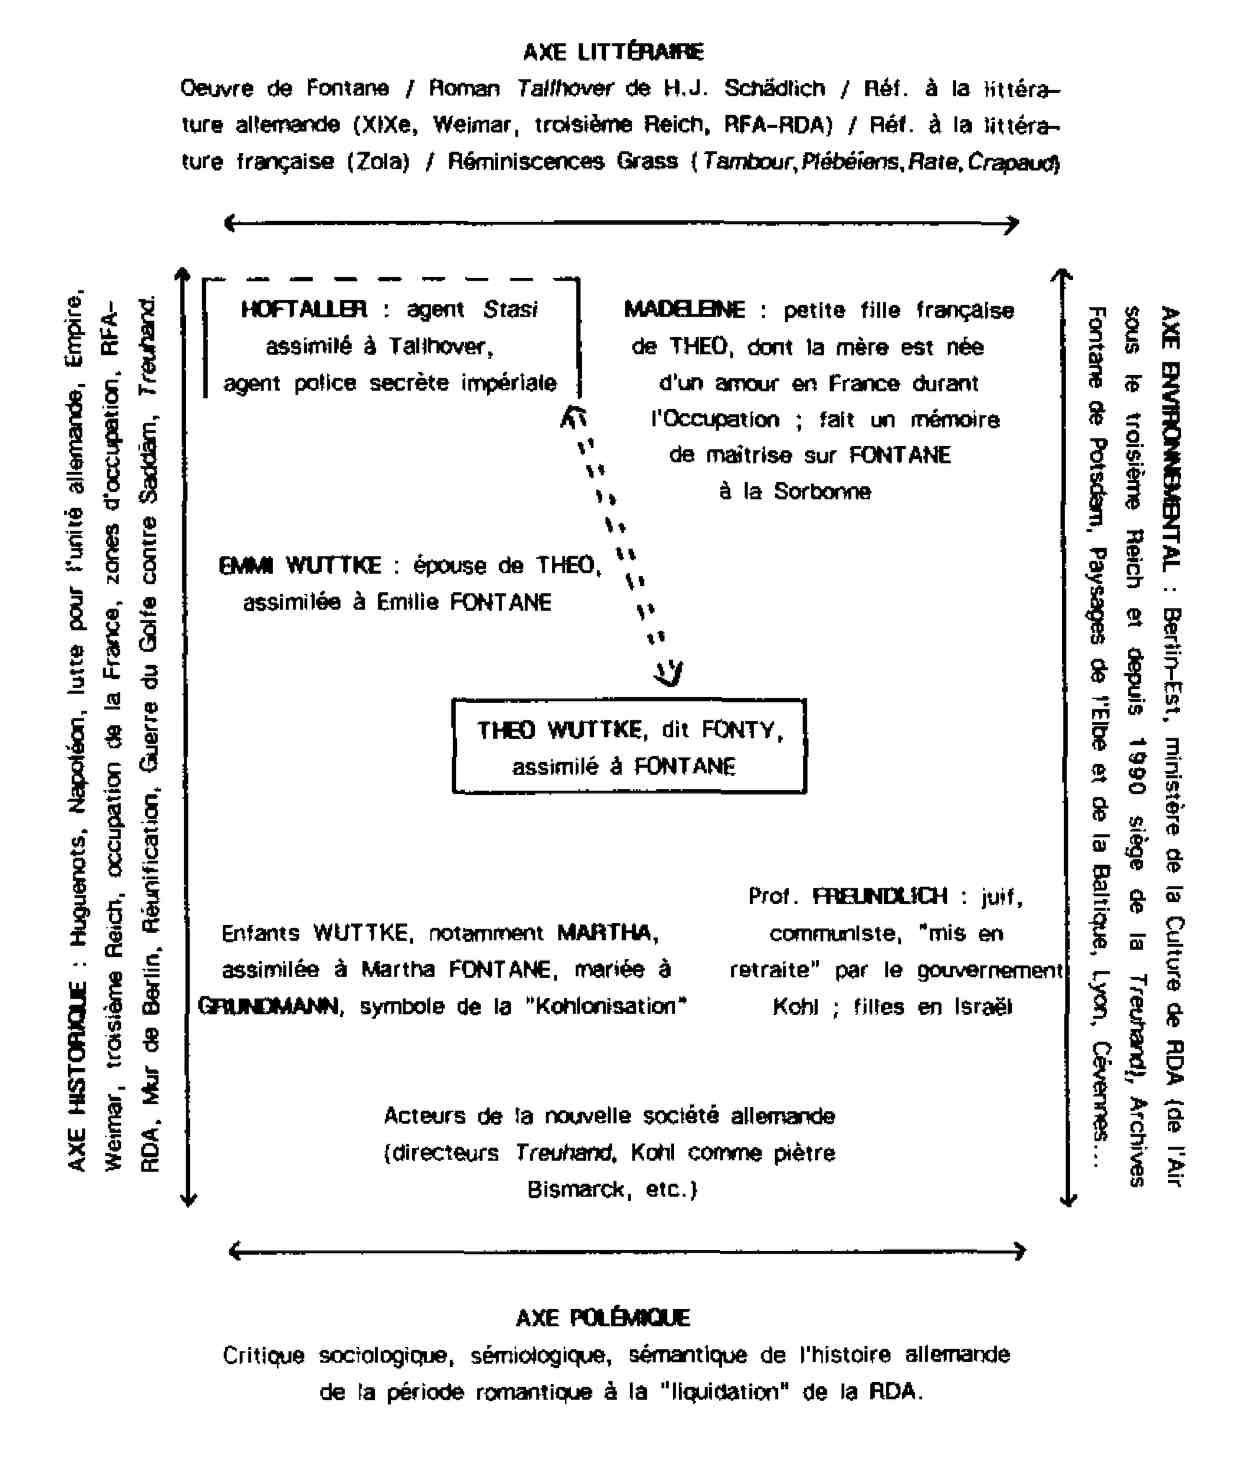 AXE LITTÉRAIRE
Oeuvre de Fontane / Roman Tallhover de H.J. Schädlich / Réf. à la littéra-
ture allemande (XIXe, Weimar, troisième Reich, RFA-RDA) / Réf. à la littéra-
ture française (Zola) / Réminiscences Grass (Tambour, Plébéiens, Rate, Crapaud)
AXE HISTORIQUE : Huguenots, Napoléon, lutte pour l'unité allemande, Empire,
Weimar, troisième Reich, occupation de la France, zones d'occupation, RFA-
RDA, Mur de Berlin, Réunification, Guerre du Golfe contre Saddam, Treuhand.
HOFTALLER : agent Stasi
assimilé à Tallhover,
agent police secrète impériale
MADELEINE : petite fille française
de THEO, dont la mère est née
d'un amour en France durant
l'Occupation ; fait un mémoire
de maîtrise sur FONTANE
à la Sorbonne
EMMI WUTTKE : épouse de THEO,
assimilée à Emilie FONTANE
THEO WUTTKE, dit FONTY,
assimilé à FONTANE
Enfants WUTTKE, notamment MARTHA,
assimilée à Martha FONTANE, mariée à
GRUNDMANN, symbole de la "Kohlonisation"
Prof. FREUNDLICH : juif,
communiste, "mis en
retraite" par le gouvernement
Kohl ; filles en Israël
Acteurs de la nouvelle société allemande
(directeurs Treuhand, Kohl comme piètre
Bismarck, etc.)
AXE ENVIRONNEMENTAL : Berlin-Est, ministère de la Culture de RDA (de l'Air
sous le troisième Reich et depuis 1990 siège de la Treuhand), Archives
Fontane de Potsdam, Paysages de l'Elbe et de la Baltique, Lyon, Cévennes...
AXE POLÉMIQUE
Critique sociologique, sémiologique, sémantique de l'histoire allemande
de la période romantique à la "liquidation" de la RDA.